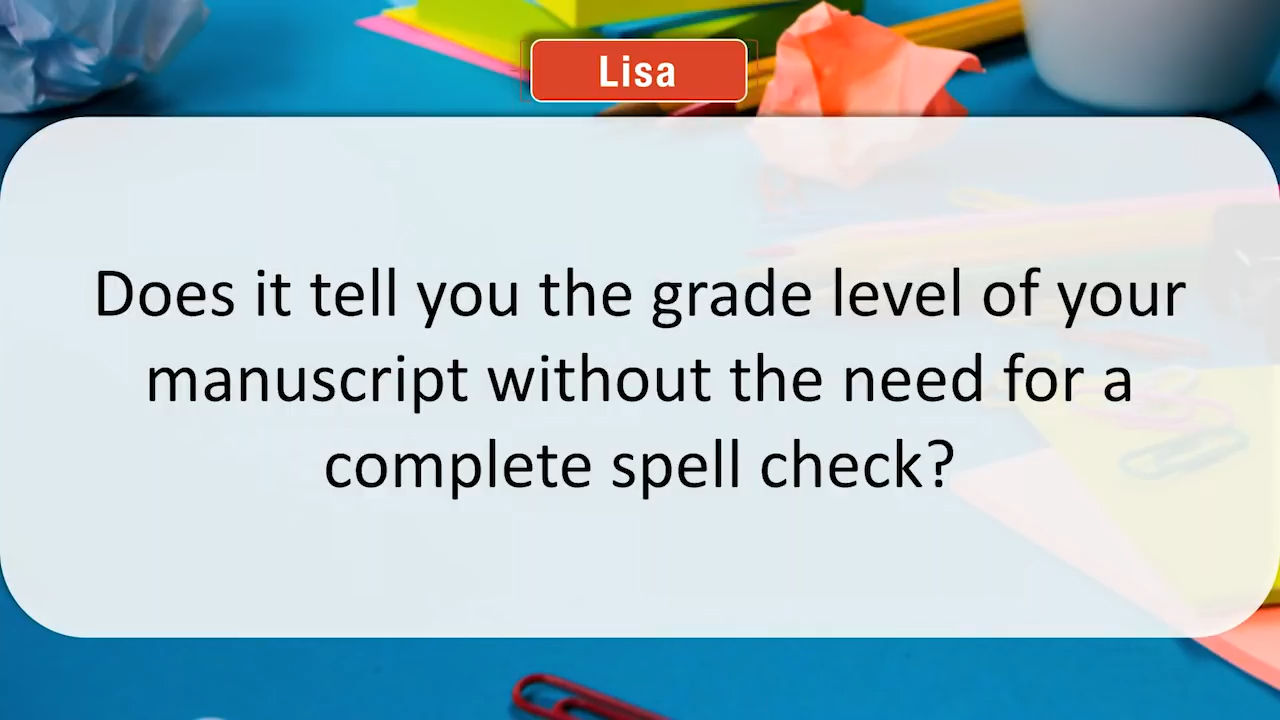 Lisa
Does it tell you the grade level of your
manuscript without the need for a
complete spell check?